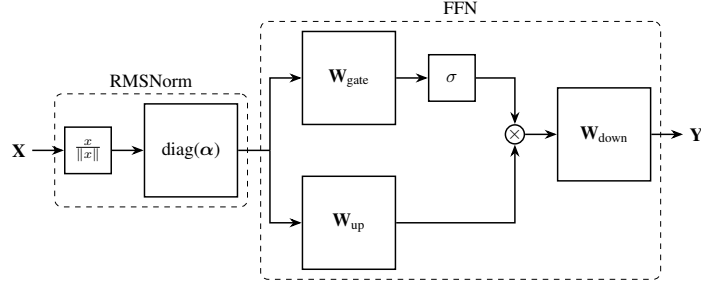 FFN
RMSNorm
X
x / ‖x‖
diag(α)
W_gate
σ
W_up
×
W_down
Y